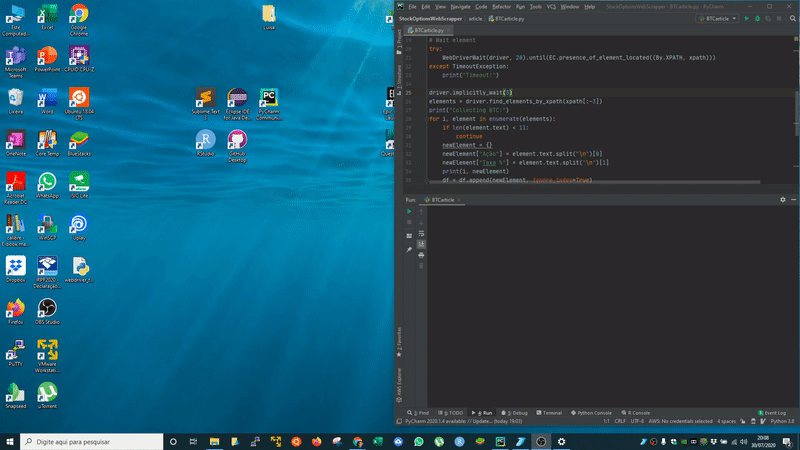 Este Computad...
Excel
Google Chrome
Luísa
Microsoft Teams
PowerPoint
CPUID CPU-Z
Lixeira
Word
Ubuntu 18.04 LTS
Sublime Text
Eclipse IDE for Java De...
PyCharm Communit...
OneNote
Core Temp
BlueStacks
RStudio
GitHub Desktop
Acrobat Reader DC
WhatsApp
SIC Lite
calibre - E-book ma...
WinSCP
Uplay
Dropbox
IRPF2020 - Declaração...
webdriver_t...
Firefox
OBS Studio
PuTTY
VMware Workstatio...
Snapseed
µTorrent
File Edit View Navigate Code Refactor Run Tools VCS Window Help
StockOptionsWebScrapper - BTCarticle.py - PyCharm
StockOptionsWebScrapper article BTCarticle.py
BTCarticle
BTCarticle.py
# Wait element
try:
WebDriverWait(driver, 20).until(EC.presence_of_element_located((By.XPATH, xpath)))
except TimeoutException:
print("Timeout!")
driver.implicitly_wait(3)
elements = driver.find_elements_by_xpath(xpath[:-3])
print("Collecting BTC:")
for i, element in enumerate(elements):
if len(element.text) < 11:
continue
newElement = {}
newElement["Ação"] = element.text.split("\n")[0]
newElement["Taxa %"] = element.text.split("\n")[1]
print(i, newElement)
df = df.append(newElement, ignore_index=True)
Run: BTCarticle
1: Project
7: Structure
2: Favorites
AWS Explorer
3: Find 6: TODO 4: Run 5: Debug Terminal Python Console R Console Event Log
PyCharm 2020.1.4 available: // Update... (today 19:03)
1:1 CRLF UTF-8 AWS: No credentials selected 4 spaces Python 3.8
Digite aqui para pesquisar
20:08
30/07/2020